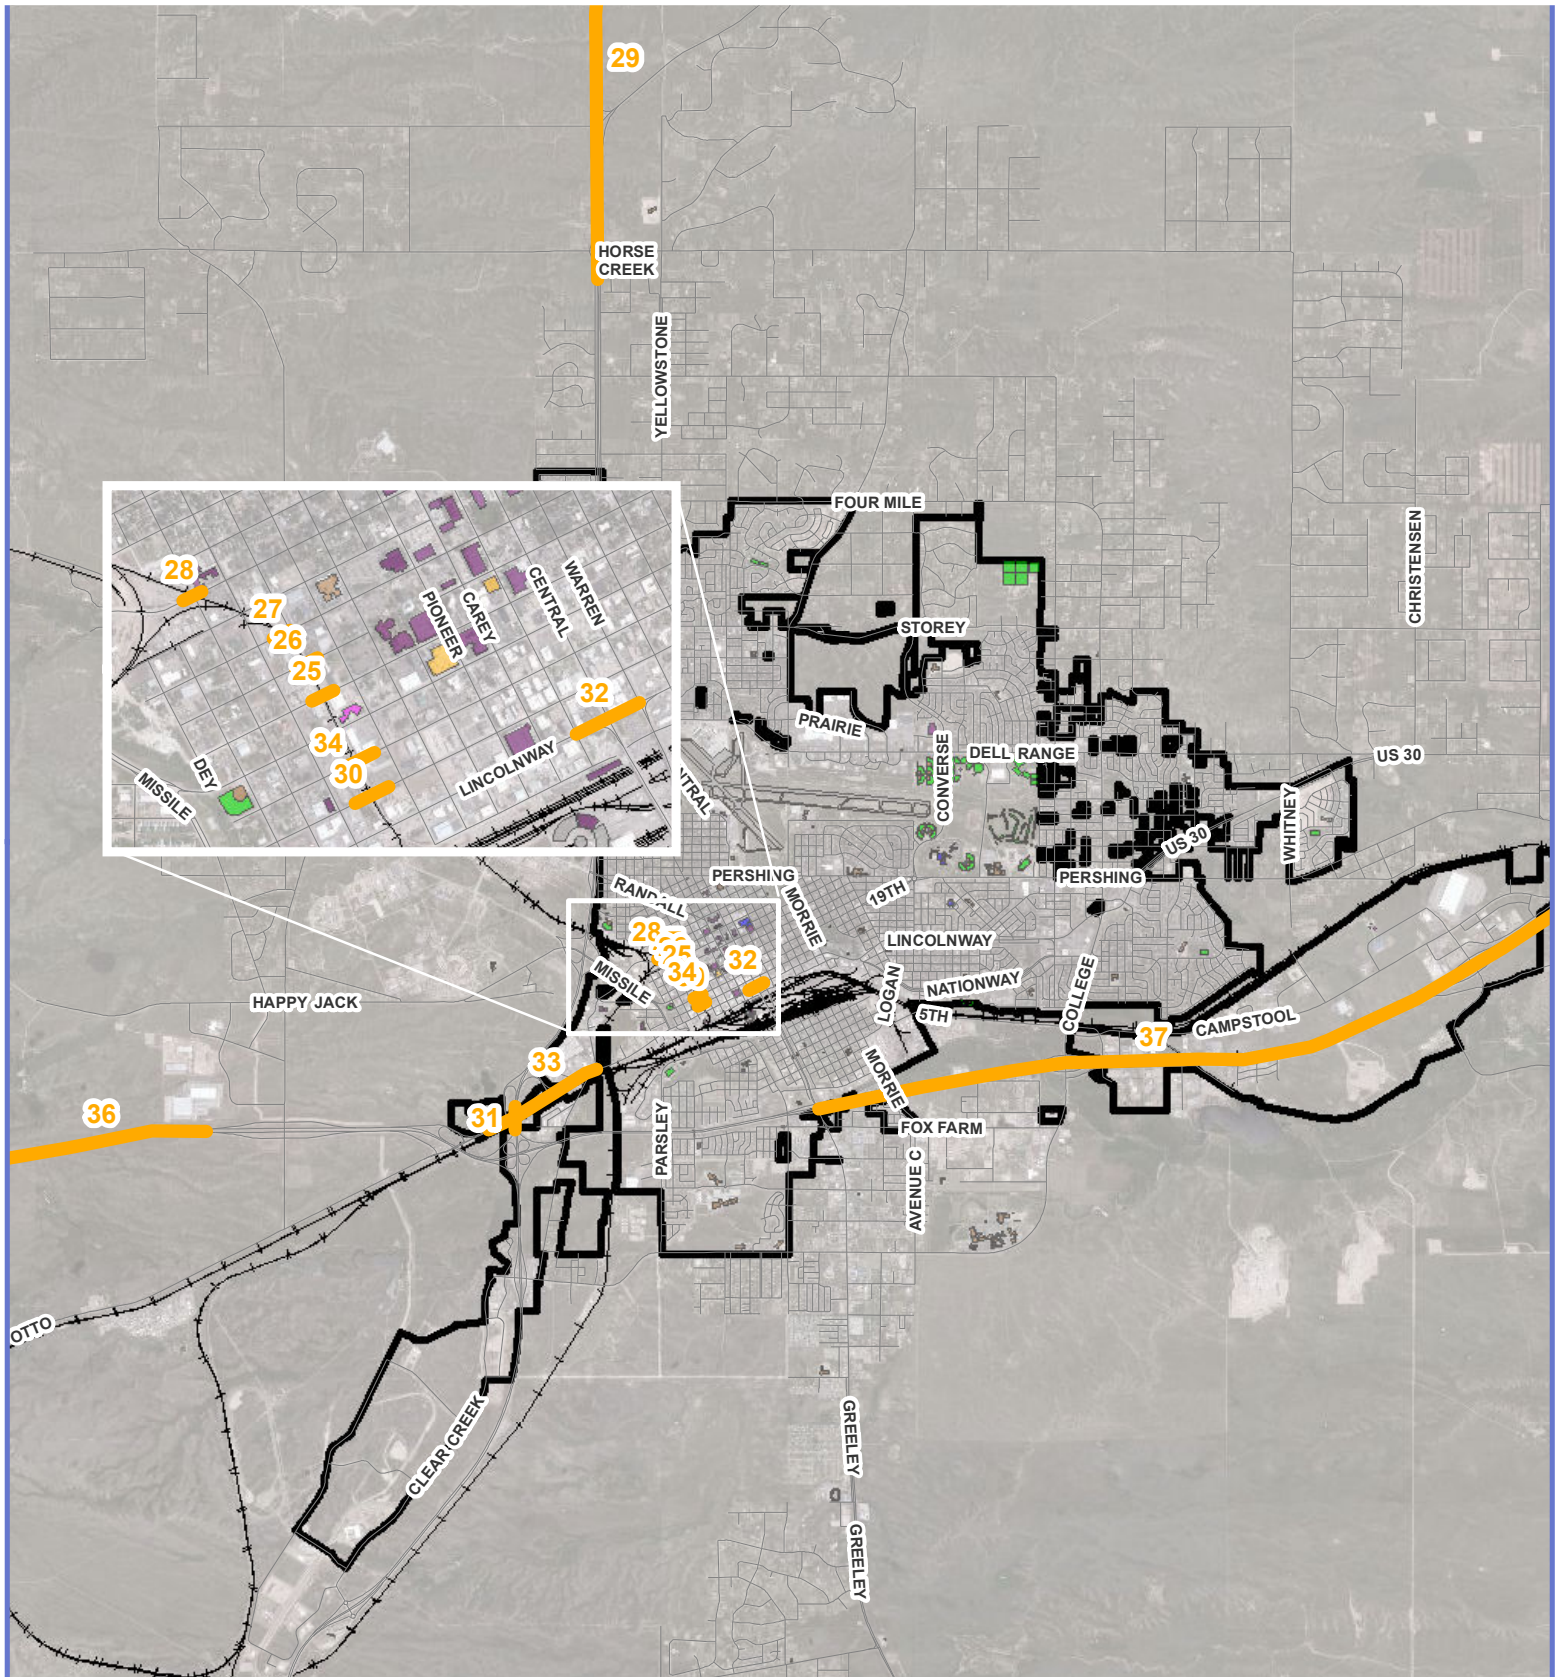 29
HORSE
CREEK
YELLOWSTONE
FOUR MILE
CHRISTENSEN
28
27
26
25
34
30
32
PIONEER
CAREY
CENTRAL
WARREN
LINCOLNWAY
DEY
MISSILE
STOREY
PRAIRIE
CONVERSE
DELL RANGE
US 30
NTRAL
WHITNEY
US 30
PERSHING
PERSHING
RANDALL
MORRIE
19TH
28
25
34
32
MISSILE
LINCOLNWAY
NATIONWAY
LOGAN
5TH
COLLEGE
CAMPSTOOL
37
HAPPY JACK
33
31
36
MORRIE
FOX FARM
PARSLEY
AVENUE C
OTTO
CLEAR CREEK
GREELEY
GREELEY